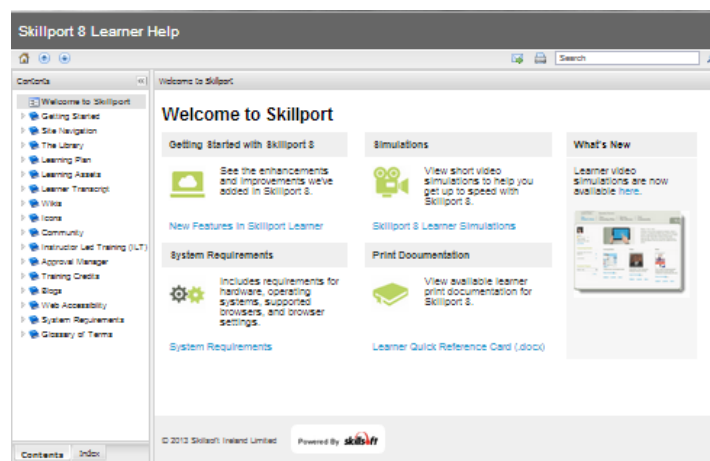 Skillport 8 Learner Help
Search
Contents
Welcome to Skillport
Welcome to Skillport
Getting Started
Site Navigation
The Library
Learning Plan
Learning Assets
Learner Transcript
Wikis
Icons
Community
Instructor Led Training (ILT)
Approval Manager
Training Credits
Blogs
Web Accessibility
System Requirements
Glossary of Terms
Contents
Index
Welcome to Skillport
Getting Started with Skillport 8
See the enhancements
and improvements we've
added in Skillport 8.
New Features in Skillport Learner
Simulations
View short video
simulations to help you
get up to speed with
Skillport 8.
Skillport 8 Learner Simulations
What's New
Learner video
simulations are now
available here.
System Requirements
Includes requirements for
hardware, operating
systems, supported
browsers, and browser
settings.
System Requirements
Print Documentation
View available learner
print documentation for
Skillport 8.
Learner Quick Reference Card (.docx)
© 2013 Skillsoft Ireland Limited
Powered By skillsoft